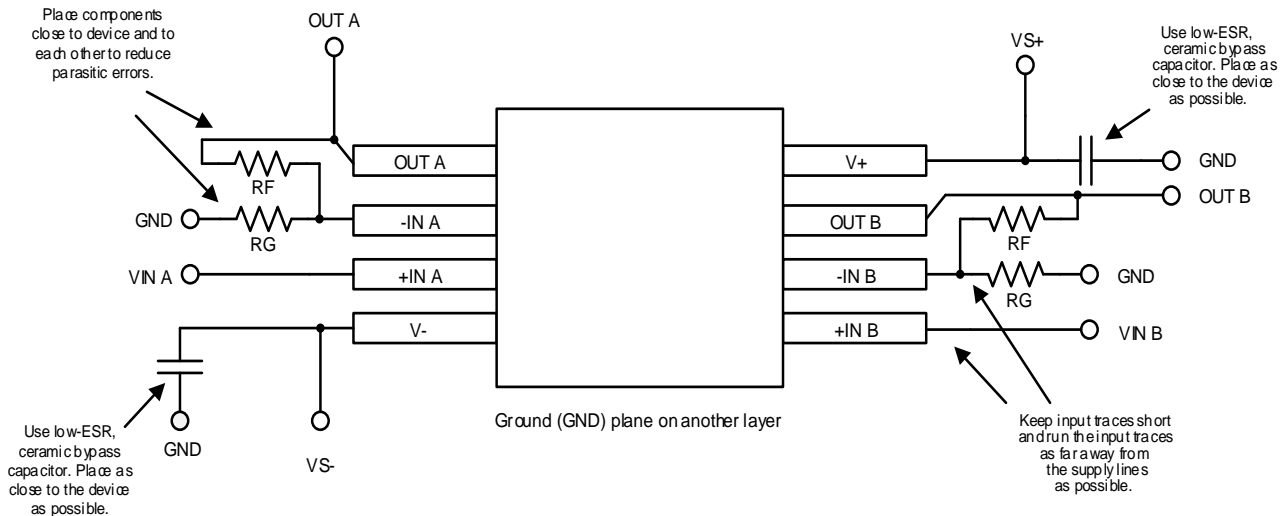 Place components
close to device and to
each other to reduce
parasitic errors.
OUT A
VS+
Use low-ESR,
ceramic bypass
capacitor. Place as
close to the device
as possible.
OUT A
V+
GND
RF
OUT B
GND
RG
-IN A
OUT B
RF
VIN A
+IN A
-IN B
RG
GND
V-
+IN B
VIN B
Use low-ESR,
ceramic bypass
capacitor. Place as
close to the device
as possible.
GND
VS-
Ground (GND) plane on another layer
Keep input traces short
and run the input traces
as far away from
the supply lines
as possible.